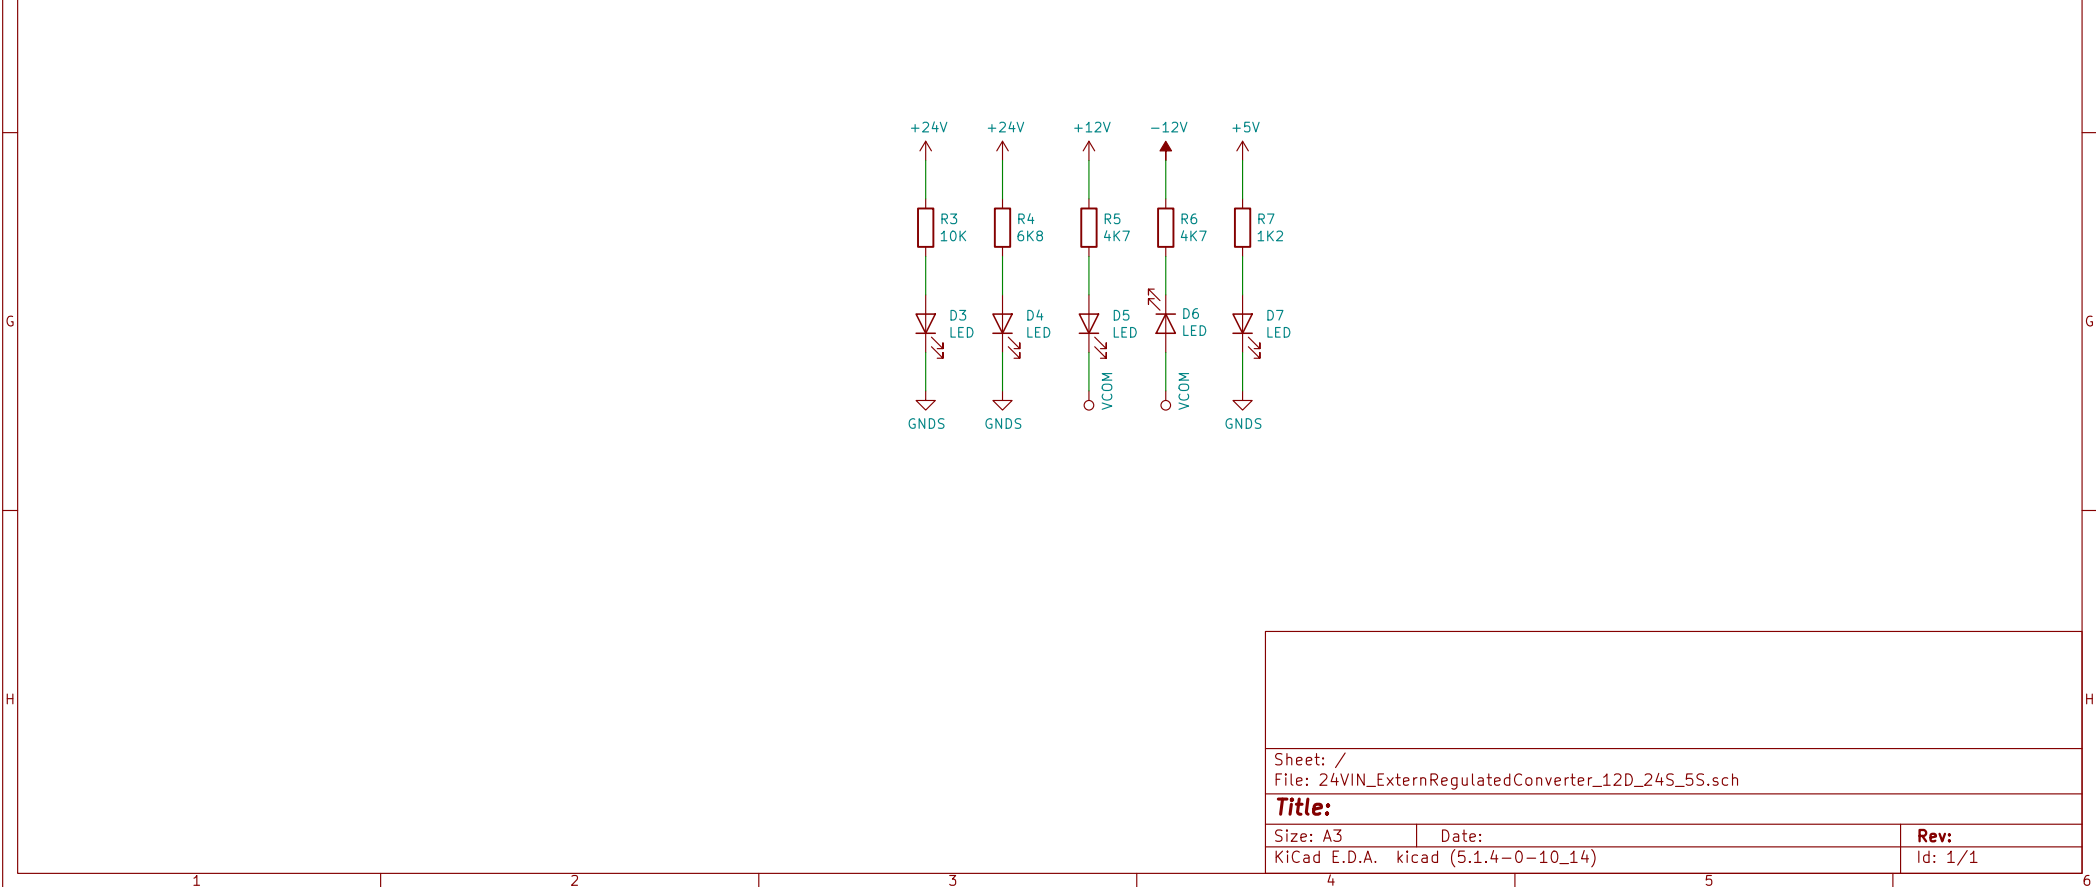 +24V +24V +12V -12V +5V
R3 R4 R5 R6 R7
10K 6K8 4K7 4K7 1K2
D3 D4 D5 D6 D7
LED LED LED LED LED
G G
VCOM VCOM
GNDS GNDS GNDS
H H
Sheet: /
File: 24VIN_ExternRegulatedConverter_12D_24S_5S.sch
Title:
Size: A3 Date: Rev:
KiCad E.D.A. kicad (5.1.4-0-10_14) Id: 1/1
1 2 3 4 5 6